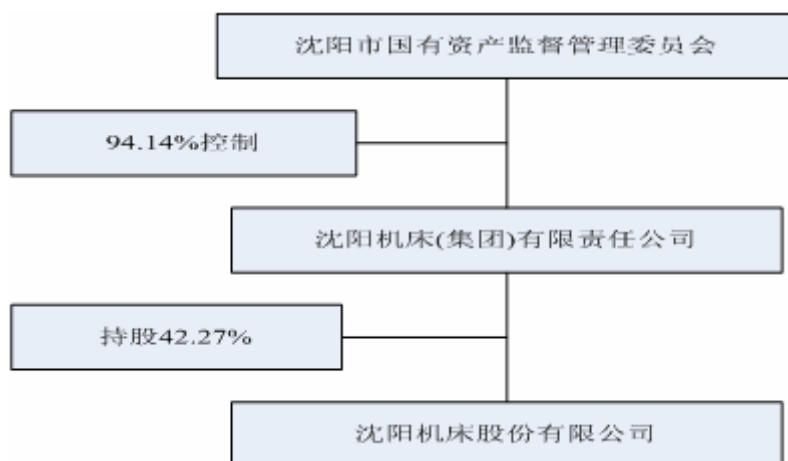 沈阳市国有资产监督管理委员会
94.14%控制
沈阳机床(集团)有限责任公司
持股42.27%
沈阳机床股份有限公司